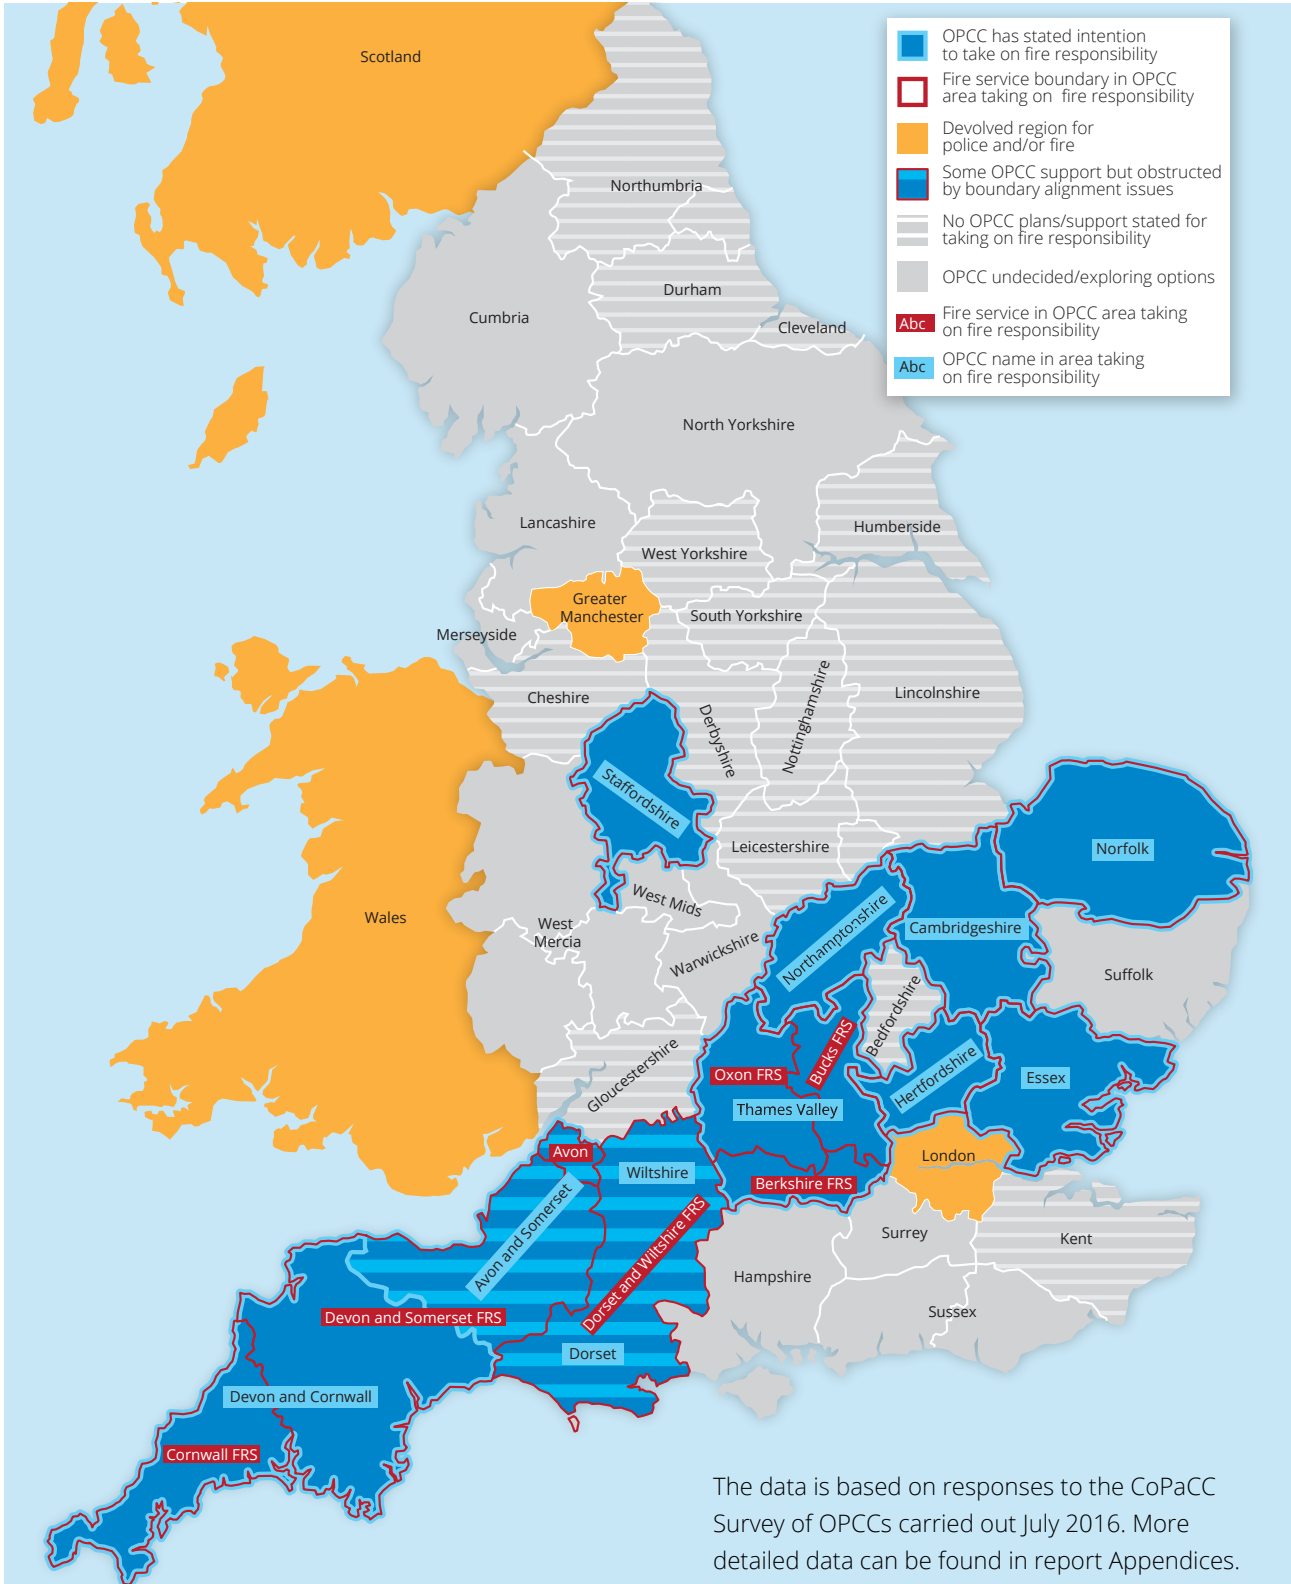 OPCC has stated intention
to take on fire responsibility
Fire service boundary in OPCC
area taking on fire responsibility
Devolved region for
police and/or fire
Some OPCC support but obstructed
by boundary alignment issues
No OPCC plans/support stated for
taking on fire responsibility
OPCC undecided/exploring options
Abc
Fire service in OPCC area taking
on fire responsibility
Abc
OPCC name in area taking
on fire responsibility
Scotland
Northumbria
Durham
Cumbria
Cleveland
North Yorkshire
Lancashire
Humberside
West Yorkshire
Greater
Manchester
South Yorkshire
Merseyside
Cheshire
Derbyshire
Nottinghamshire
Lincolnshire
Staffordshire
Leicestershire
Norfolk
West Mids
Wales
West
Mercia
Warwickshire
Northamptonshire
Cambridgeshire
Suffolk
Bedfordshire
Gloucestershire
Oxon FRS
Bucks FRS
Hertfordshire
Essex
Thames Valley
Avon
Wiltshire
London
Berkshire FRS
Avon and Somerset
Dorset and Wiltshire FRS
Surrey
Kent
Hampshire
Sussex
Devon and Somerset FRS
Dorset
Devon and Cornwall
Cornwall FRS
The data is based on responses to the CoPaCC
Survey of OPCCs carried out July 2016. More
detailed data can be found in report Appendices.